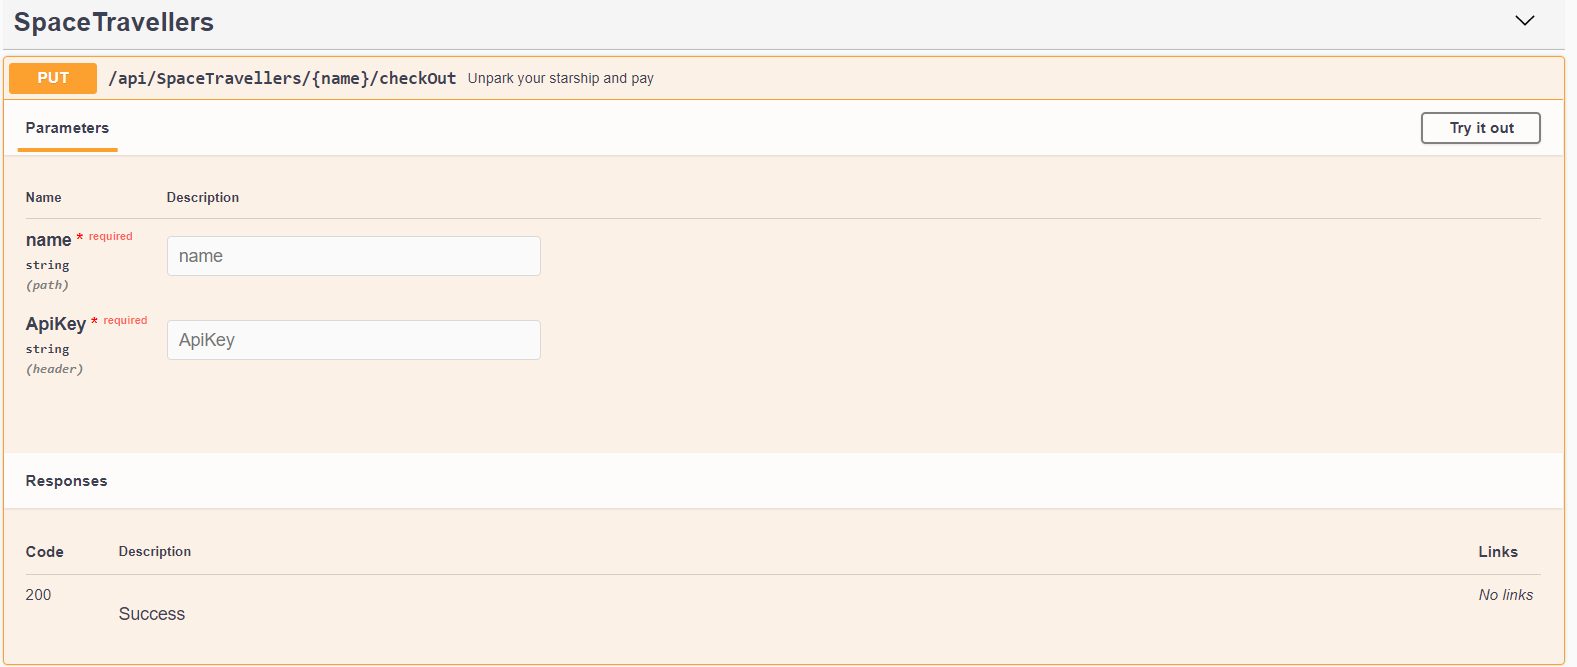 SpaceTravellers
PUT /api/SpaceTravellers/{name}/checkOut Unpark your starship and pay
Parameters Try it out
Name Description
name * required
string
(path)
name
ApiKey * required
string
(header)
ApiKey
Responses
Code Description Links
200 Success No links